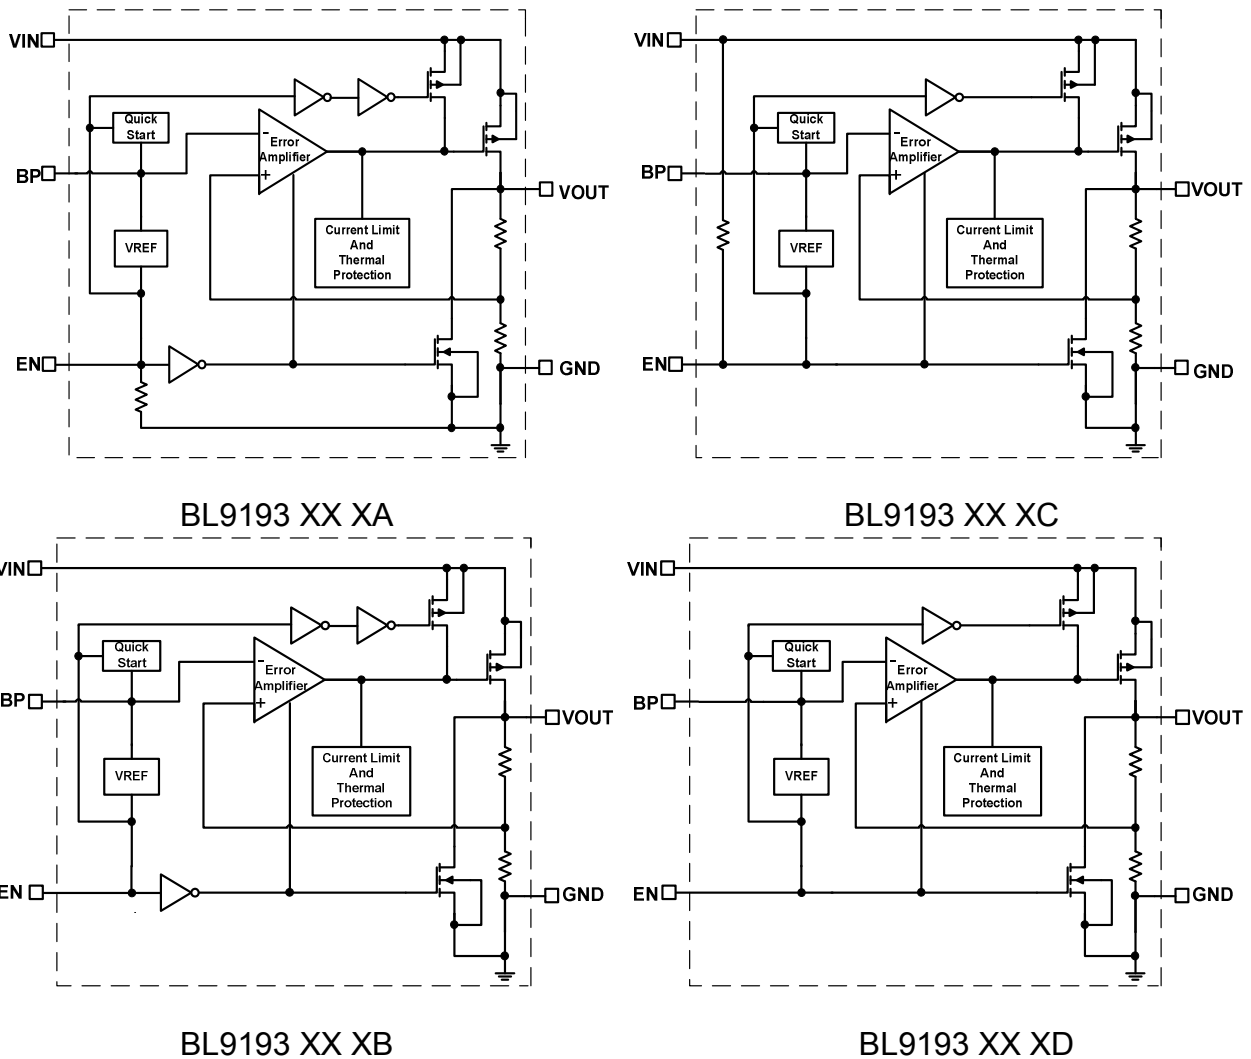 VIN
Quick
Start
-
Error
Amplifier
+
BP
VOUT
VREF
Current Limit
And
Thermal
Protection
EN
GND
BL9193 XX XA
VIN
Quick
Start
-
Error
Amplifier
+
BP
VOUT
VREF
Current Limit
And
Thermal
Protection
EN
GND
BL9193 XX XC
VIN
Quick
Start
-
Error
Amplifier
+
BP
VOUT
VREF
Current Limit
And
Thermal
Protection
EN
GND
BL9193 XX XB
VIN
Quick
Start
-
Error
Amplifier
+
BP
VOUT
VREF
Current Limit
And
Thermal
Protection
EN
GND
BL9193 XX XD